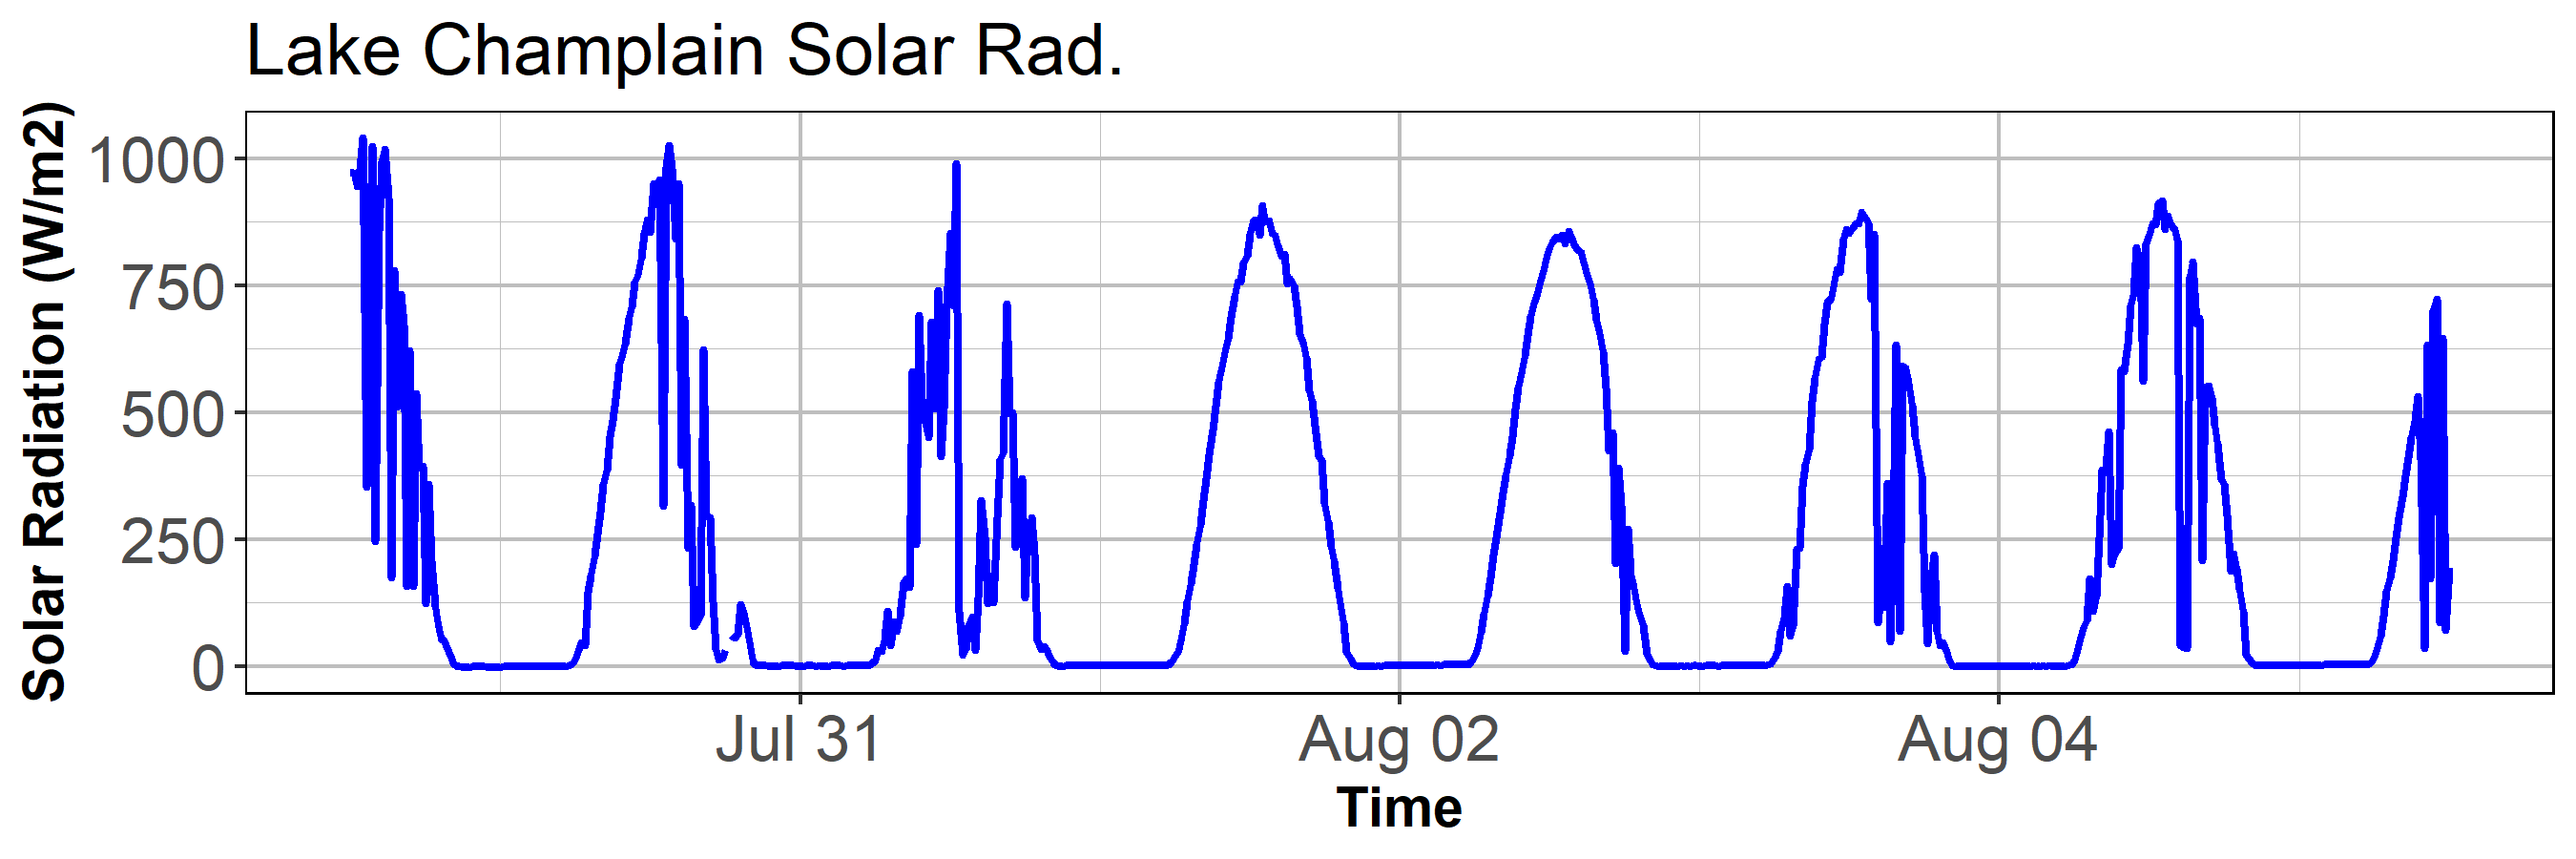 Lake Champlain Solar Rad.
Solar Radiation (W/m2)
1000
750
500
250
0
Jul 31
Aug 02
Aug 04
Time